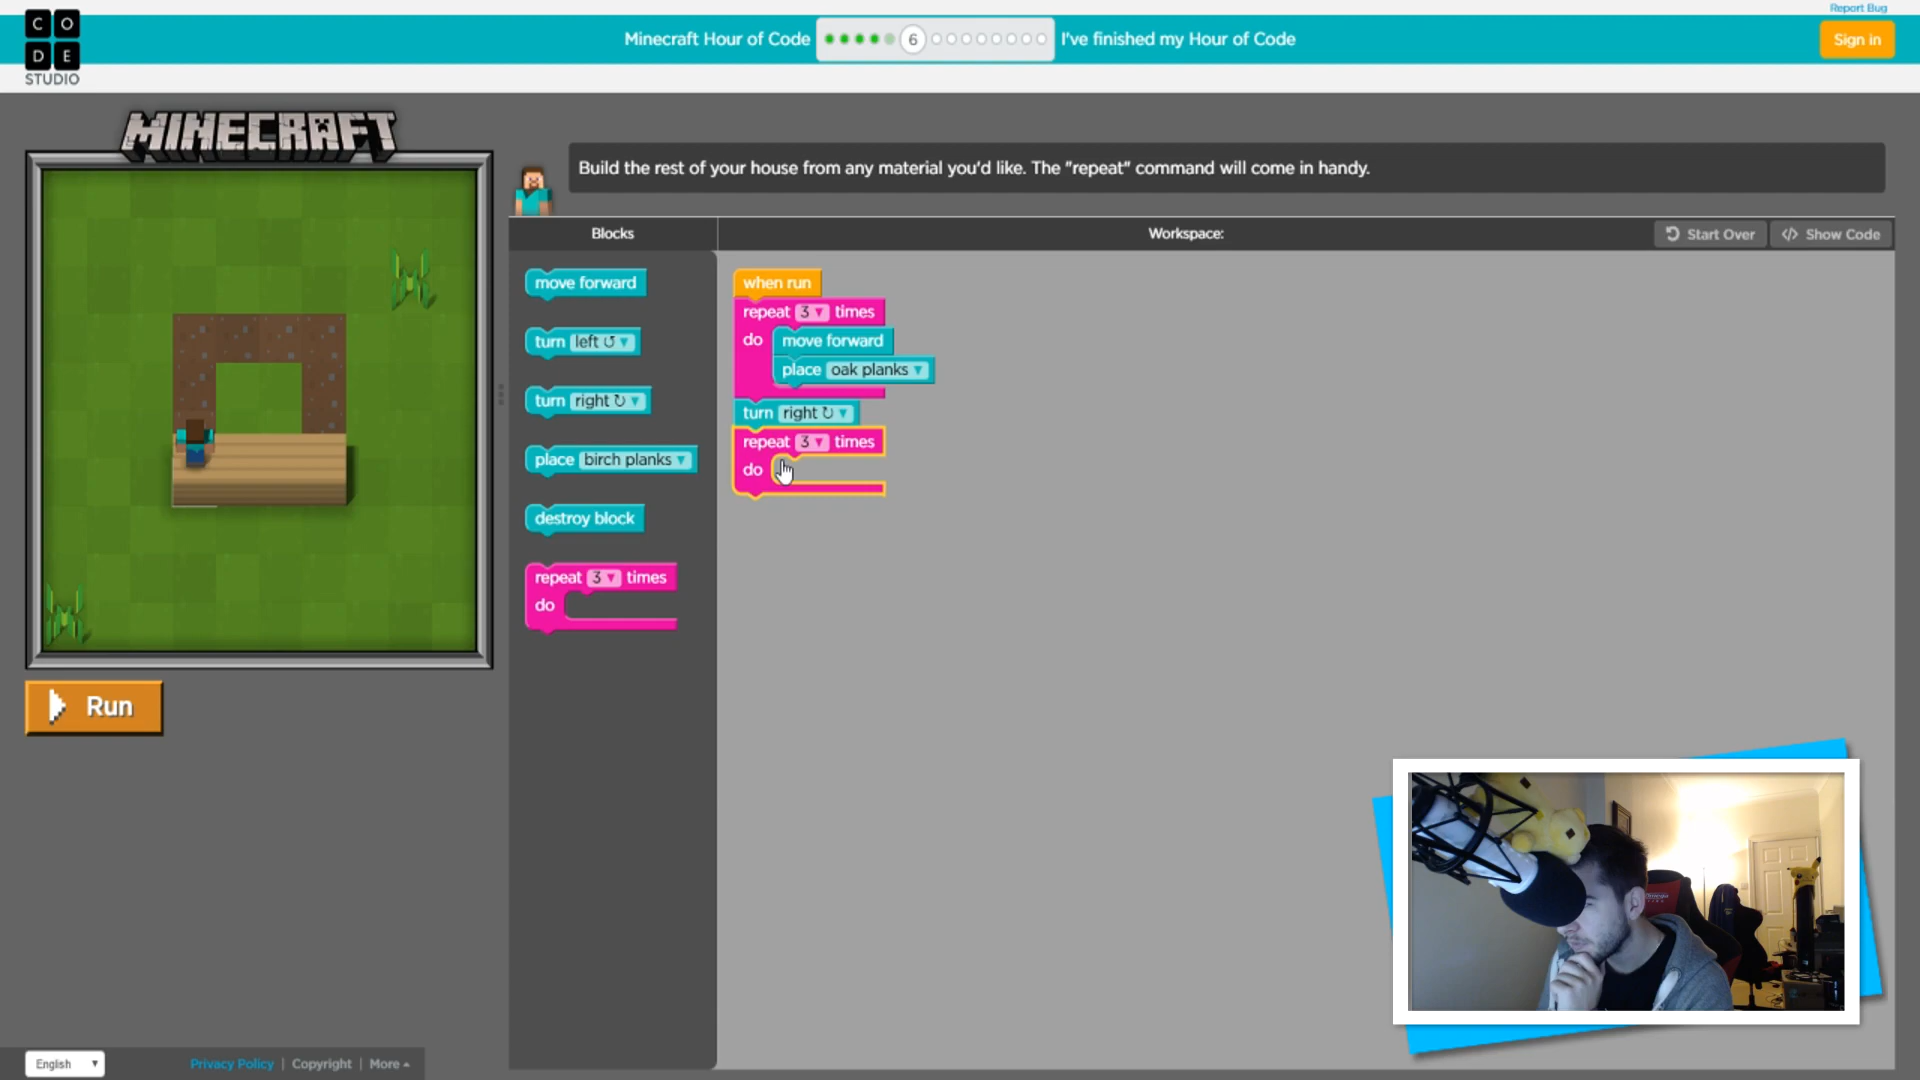 Report Bug
C O
D E
STUDIO
Minecraft Hour of Code
6
I've finished my Hour of Code
Sign in
MINECRAFT
Build the rest of your house from any material you'd like. The "repeat" command will come in handy.
Blocks
Workspace:
Start Over
Show Code
move forward
turn left ↺ ▼
turn right ↻ ▼
place birch planks ▼
destroy block
repeat 3 ▼ times
do
when run
repeat 3 ▼ times
do move forward
place oak planks ▼
turn right ↻ ▼
repeat 3 ▼ times
do
Run
English ▼
Privacy Policy | Copyright | More